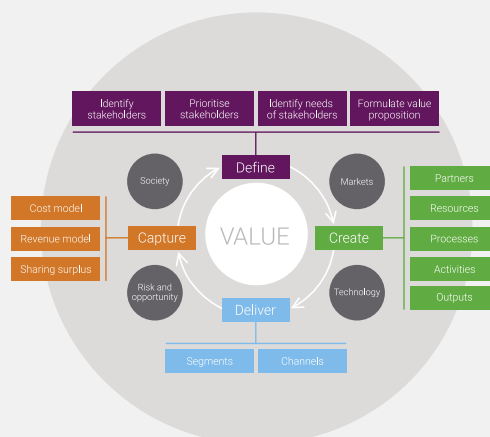 Identify
stakeholders
Prioritise
stakeholders
Identify needs
of stakeholders
Formulate value
proposition
Society
Define
Markets
Partners
Cost model
Resources
Revenue model
Capture
VALUE
Create
Processes
Sharing surplus
Activities
Risk and
opportunity
Technology
Deliver
Outputs
Segments
Channels